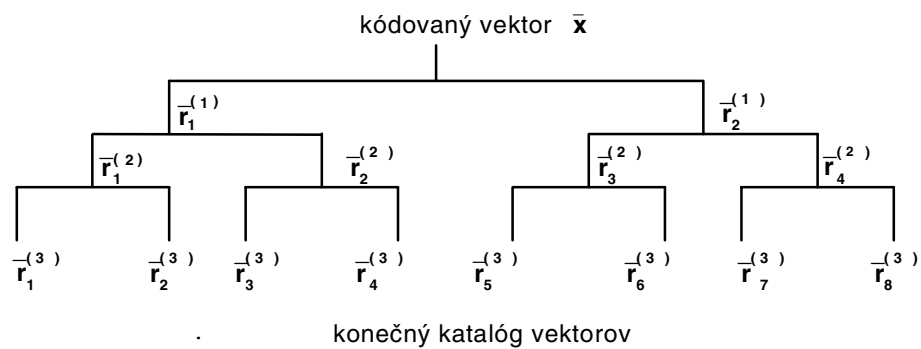 kódovaný vektor x̄
r̄₁⁽¹⁾ r̄₂⁽¹⁾
r̄₁⁽²⁾ r̄₂⁽²⁾ r̄₃⁽²⁾ r̄₄⁽²⁾
r̄₁⁽³⁾ r̄₂⁽³⁾ r̄₃⁽³⁾ r̄₄⁽³⁾ r̄₅⁽³⁾ r̄₆⁽³⁾ r̄₇⁽³⁾ r̄₈⁽³⁾
. konečný katalóg vektorov